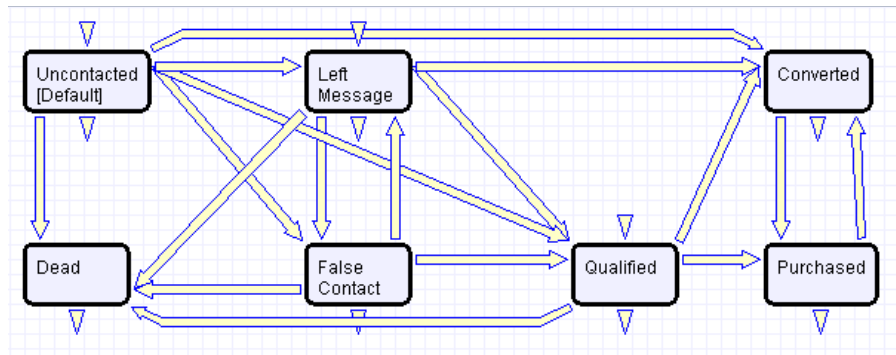 Uncontacted
[Default]
Left
Message
Converted
Dead
False
Contact
Qualified
Purchased